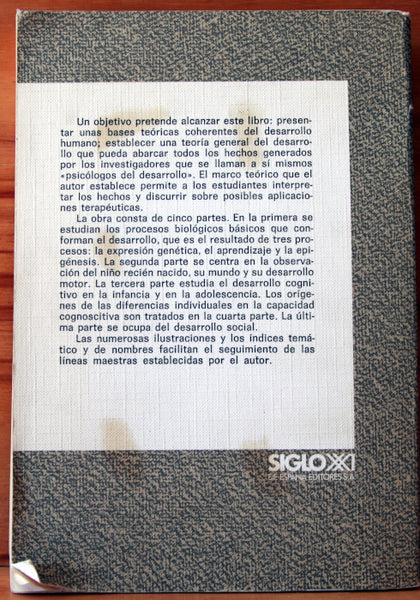 Un objetivo pretende alcanzar este libro: presen-
tar unas bases teóricas coherentes del desarrollo
humano; establecer una teoría general del desarro-
llo que pueda abarcar todos los hechos generados
por los investigadores que se llaman a sí mismos
«psicólogos del desarrollo». El marco teórico que el
autor establece permite a los estudiantes interpre-
tar los hechos y discurrir sobre posibles aplicacio-
nes terapéuticas.
La obra consta de cinco partes. En la primera se
estudian los procesos biológicos básicos que con-
forman el desarrollo, que es el resultado de tres pro-
cesos: la expresión genética, el aprendizaje y la epi-
génesis. La segunda parte se centra en la observa-
ción del niño recién nacido, su mundo y su desarrollo
motor. La tercera parte estudia el desarrollo cogni-
tivo en la infancia y en la adolescencia. Los oríge-
nes de las diferencias individuales en la capacidad
cognoscitiva son tratados en la cuarta parte. La úl-
tima parte se ocupa del desarrollo social.
Las numerosas ilustraciones y los índices temá-
tico y de nombres facilitan el seguimiento de las
líneas maestras establecidas por el autor.
SIGLO XXI
DE ESPAÑA EDITORES S.A.